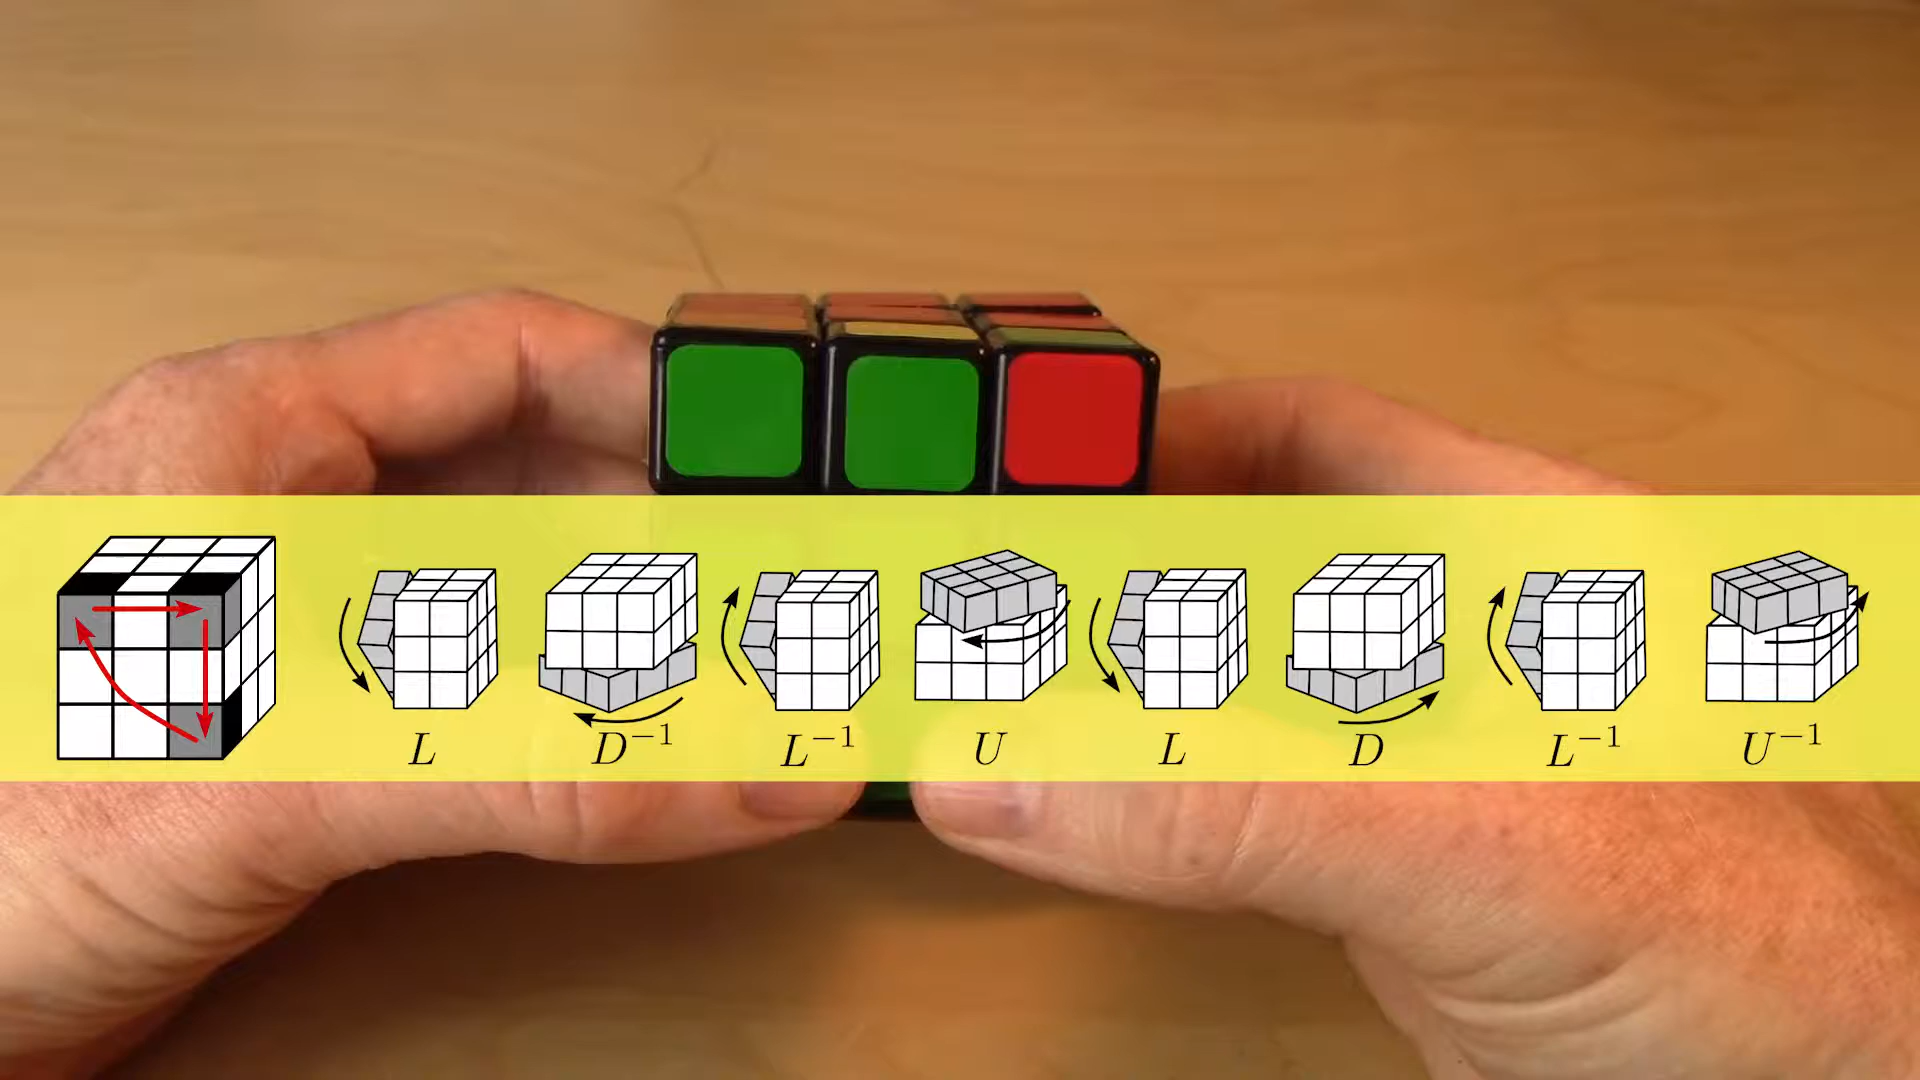 L D⁻¹ L⁻¹ U L D L⁻¹ U⁻¹